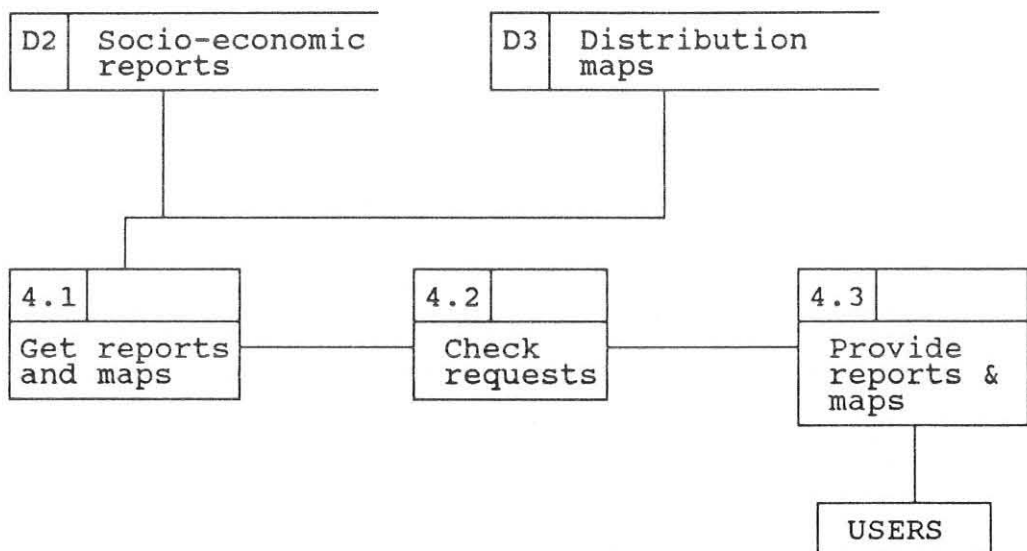 D2
Socio-economic
reports
D3
Distribution
maps
4.1
Get reports
and maps
4.2
Check
requests
4.3
Provide
reports &
maps
USERS